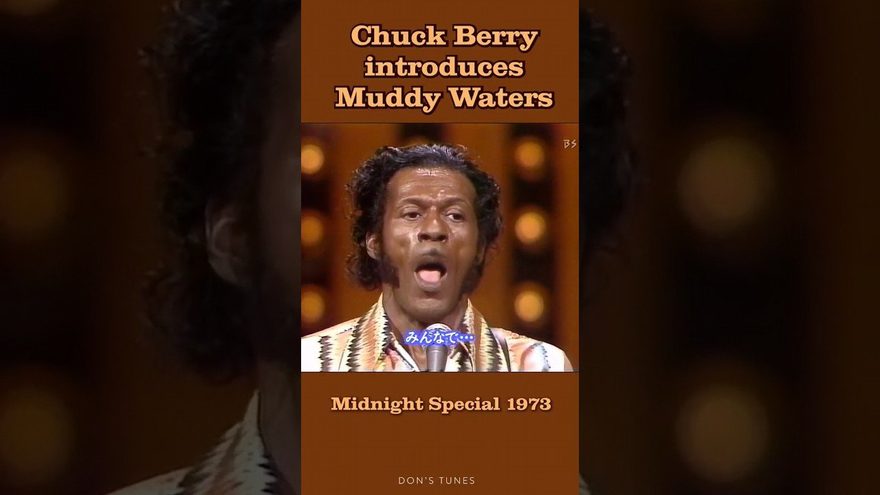 Chuck Berry
introduces
Muddy Waters
BS
みんなで…
Midnight Special 1973
DON'S TUNES